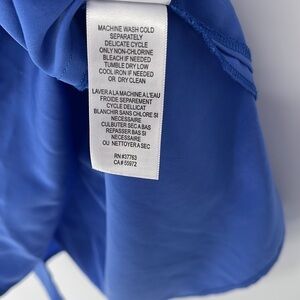 MACHINE WASH COLD
SEPARATELY
DELICATE CYCLE
ONLY NON-CHLORINE
BLEACH IF NEEDED
TUMBLE DRY LOW
COOL IRON IF NEEDED
OR DRY CLEAN
LAVER A LA MACHINE A L'EAU
FROIDE SEPAREMENT
CYCLE DELLICAT
BLANCHIR SANS CHLORE SI
NECESSAIRE
CULBUTER SEC A BAS
REPASSER BAS SI
NECESSAIRE
OU NETTOYER A SEC
RN #37763
CA# 55972